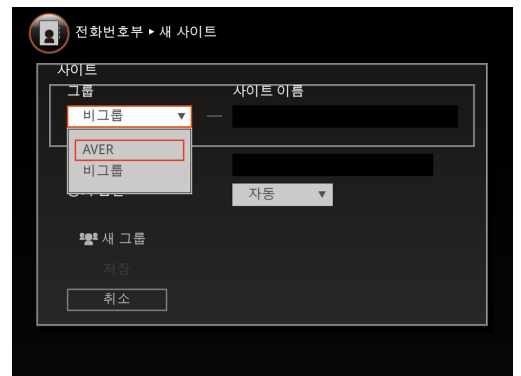 전화번호부 ▸ 새 사이트
사이트
그룹 사이트 이름
비그룹 ▼ —
AVER
비그룹
자동 ▼
새 그룹
저장
취소